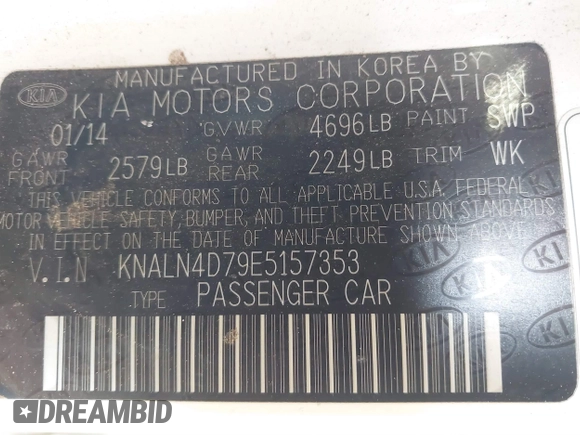 MANUFACTURED IN KOREA BY
KIA KIA MOTORS CORPORATION
01/14 GVWR 4696LB PAINT SWP
GAWR FRONT 2579LB GAWR REAR 2249LB TRIM WK
THIS VEHICLE CONFORMS TO ALL APPLICABLE U.S.A. FEDERAL
MOTOR VEHICLE SAFETY, BUMPER, AND THEFT PREVENTION STANDARDS
IN EFFECT ON THE DATE OF MANUFACTURE SHOWN ABOVE.
V.I.N KNALN4D79E5157353
TYPE PASSENGER CAR
DREAMBID